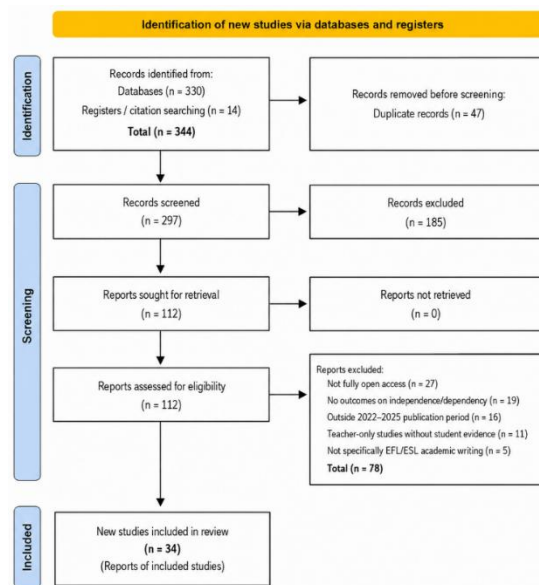 Identification of new studies via databases and registers
Identification
Records identified from:
Databases (n = 330)
Registers / citation searching (n = 14)
Total (n = 344)
Records removed before screening:
Duplicate records (n = 47)
Screening
Records screened
(n = 297)
Records excluded
(n = 185)
Reports sought for retrieval
(n = 112)
Reports not retrieved
(n = 0)
Reports assessed for eligibility
(n = 112)
Reports excluded:
Not fully open access (n = 27)
No outcomes on independence/dependency (n = 19)
Outside 2022–2025 publication period (n = 16)
Teacher-only studies without student evidence (n = 11)
Not specifically EFL/ESL academic writing (n = 5)
Total (n = 78)
Included
New studies included in review
(n = 34)
(Reports of included studies)